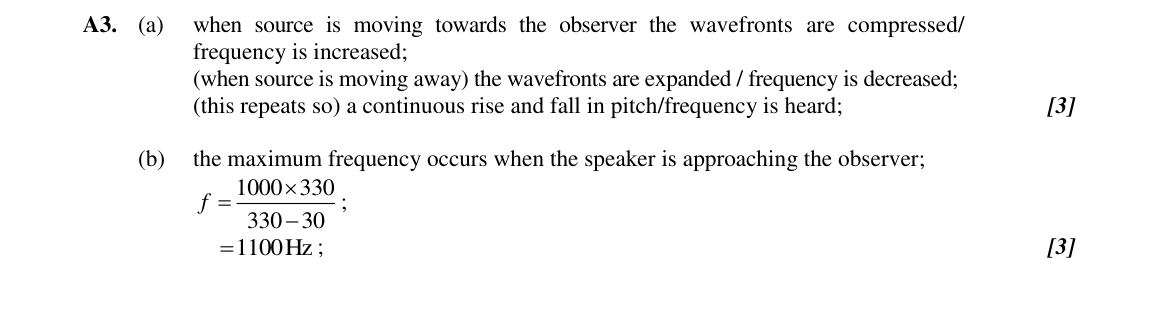 A3. (a) when source is moving towards the observer the wavefronts are compressed/
frequency is increased;
(when source is moving away) the wavefronts are expanded / frequency is decreased;
(this repeats so) a continuous rise and fall in pitch/frequency is heard; [3]
(b) the maximum frequency occurs when the speaker is approaching the observer;
f = 1000×330 / 330−30 ;
=1100Hz ; [3]